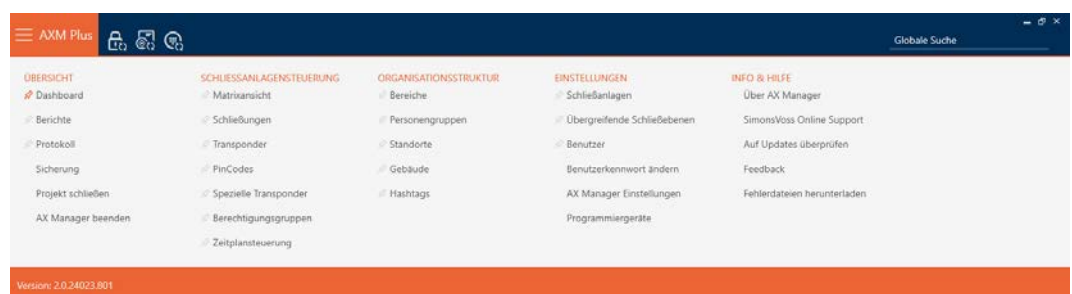 AXM Plus
Globale Suche
ÜBERSICHT
Dashboard
Berichte
Protokoll
Sicherung
Projekt schließen
AX Manager beenden
SCHLIESSANLAGENSTEUERUNG
Matrixansicht
Schließungen
Transponder
PinCodes
Spezielle Transponder
Berechtigungsgruppen
Zeitplansteuerung
ORGANISATIONSSTRUKTUR
Bereiche
Personengruppen
Standorte
Gebäude
Hashtags
EINSTELLUNGEN
Schließanlagen
Übergreifende Schließebenen
Benutzer
Benutzerkennwort ändern
AX Manager Einstellungen
Programmiergeräte
INFO & HILFE
Über AX Manager
SimonsVoss Online Support
Auf Updates überprüfen
Feedback
Fehlerdateien herunterladen
Version: 2.0.24023.801